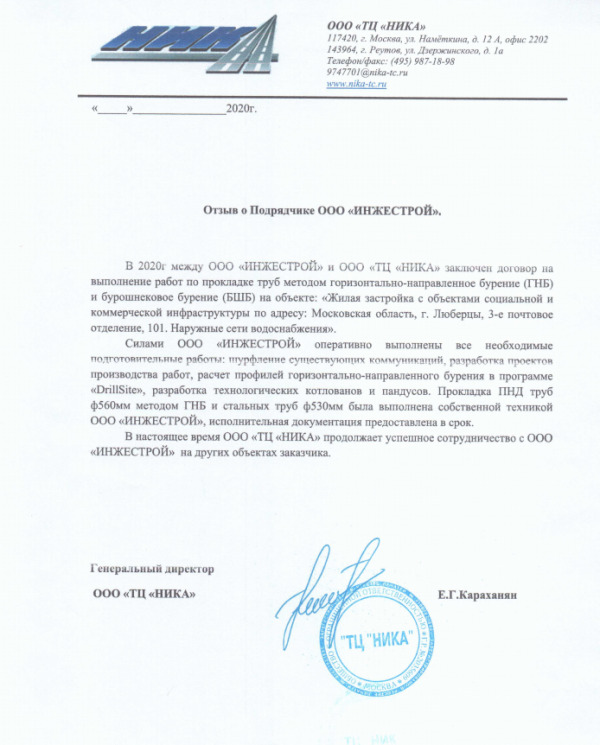 НИК
ООО «ТЦ «НИКА»
117420, г. Москва, ул. Намёткина, д. 12 А, офис 2202
143964, г. Реутов, ул. Дзержинского, д. 1а
Телефон/факс: (495) 987-18-98
9747701@nika-tc.ru
www.nika-tc.ru
«_____»________________2020г.
Отзыв о Подрядчике ООО «ИНЖЕСТРОЙ».
В 2020г между ООО «ИНЖЕСТРОЙ» и ООО «ТЦ «НИКА» заключен договор на
выполнение работ по прокладке труб методом горизонтально-направленное бурение (ГНБ)
и бурошнековое бурение (БШБ) на объекте: «Жилая застройка с объектами социальной и
коммерческой инфраструктуры по адресу: Московская область, г. Люберцы, 3-е почтовое
отделение, 101. Наружные сети водоснабжения».
Силами ООО «ИНЖЕСТРОЙ» оперативно выполнены все необходимые
подготовительные работы: шурфление существующих коммуникаций, разработка проектов
производства работ, расчет профилей горизонтально-направленного бурения в программе
«DrillSite», разработка технологических котлованов и пандусов. Прокладка ПНД труб
ф560мм методом ГНБ и стальных труб ф530мм была выполнена собственной техникой
ООО «ИНЖЕСТРОЙ», исполнительная документация предоставлена в срок.
В настоящее время ООО «ТЦ «НИКА» продолжает успешное сотрудничество с ООО
«ИНЖЕСТРОЙ» на других объектах заказчика.
Генеральный директор
ООО «ТЦ «НИКА»
Е.Г.Караханян
ОБЩЕСТВО С ОГРАНИЧЕННОЙ ОТВЕТСТВЕННОСТЬЮ
"ТЦ "НИКА"
МОСКВА